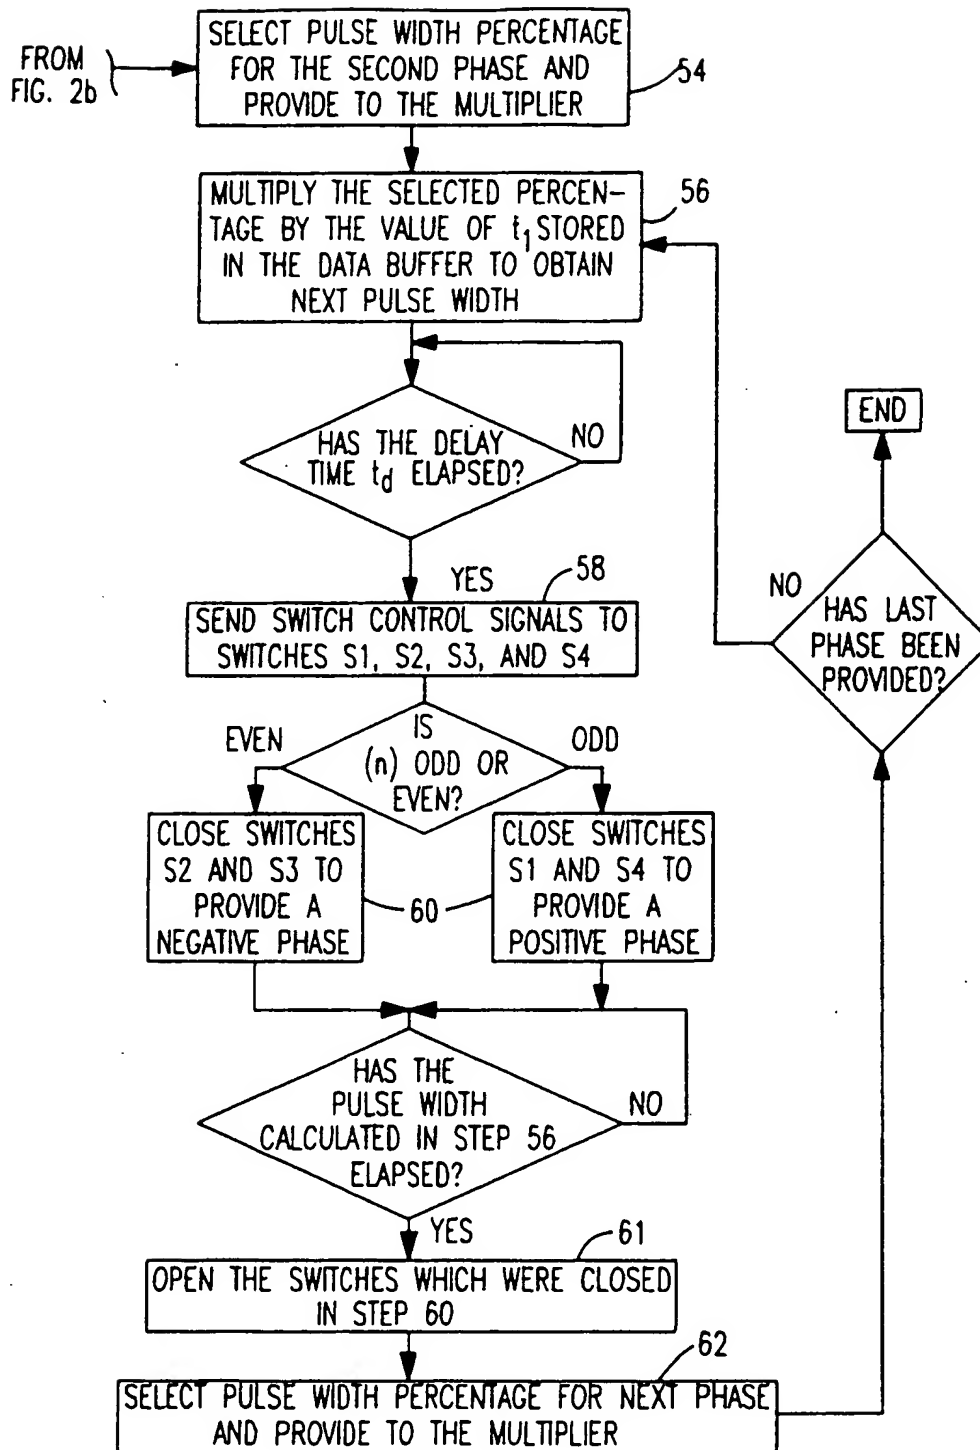 FROM
FIG. 2b
SELECT PULSE WIDTH PERCENTAGE
FOR THE SECOND PHASE AND
PROVIDE TO THE MULTIPLIER
54
MULTIPLY THE SELECTED PERCEN-
TAGE BY THE VALUE OF t1 STORED
IN THE DATA BUFFER TO OBTAIN
NEXT PULSE WIDTH
56
HAS THE DELAY
TIME td ELAPSED?
NO
YES
58
SEND SWITCH CONTROL SIGNALS TO
SWITCHES S1, S2, S3, AND S4
IS
(n) ODD OR
EVEN?
EVEN
ODD
CLOSE SWITCHES
S2 AND S3 TO
PROVIDE A
NEGATIVE PHASE
60
CLOSE SWITCHES
S1 AND S4 TO
PROVIDE A
POSITIVE PHASE
HAS THE
PULSE WIDTH
CALCULATED IN STEP 56
ELAPSED?
NO
YES
61
OPEN THE SWITCHES WHICH WERE CLOSED
IN STEP 60
62
SELECT PULSE WIDTH PERCENTAGE FOR NEXT PHASE
AND PROVIDE TO THE MULTIPLIER
HAS LAST
PHASE BEEN
PROVIDED?
NO
END